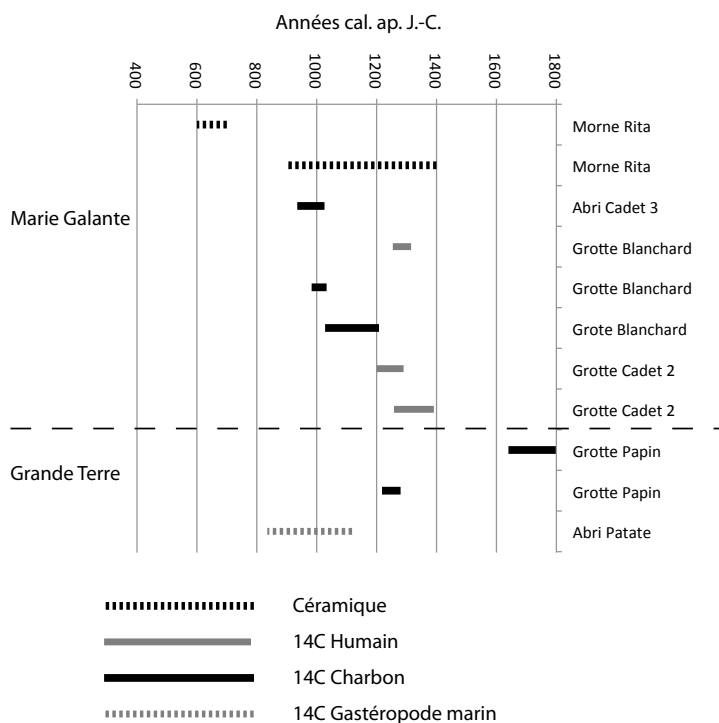 Années cal. ap. J.-C.
400 600 800 1000 1200 1400 1600 1800
Morne Rita
Morne Rita
Marie Galante
Abri Cadet 3
Grotte Blanchard
Grotte Blanchard
Grote Blanchard
Grotte Cadet 2
Grotte Cadet 2
Grotte Papin
Grande Terre
Grotte Papin
Abri Patate
Céramique
14C Humain
14C Charbon
14C Gastéropode marin